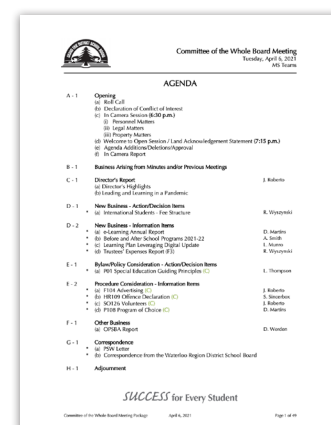 Committee of the Whole Board Meeting
Tuesday, April 6, 2021
MS Teams
AGENDA
A - 1 Opening
(a) Roll Call
(b) Declaration of Conflict of Interest
(c) In Camera Session (6:30 p.m.)
(i) Personnel Matters
(ii) Legal Matters
(iii) Property Matters
(d) Welcome to Open Session / Land Acknowledgement Statement (7:15 p.m.)
(e) Agenda Additions/Deletions/Approval
(f) In Camera Report
B - 1 Business Arising from Minutes and/or Previous Meetings
C - 1 Director's Report J. Roberto
(a) Director's Highlights
(b) Leading and Learning in a Pandemic
D - 1 New Business - Action/Decision Items
* (a) International Students - Fee Structure R. Wyszynski
D - 2 New Business - Information Items
* (a) e-Learning Annual Report D. Martins
* (b) Before and After School Programs 2021-22 A. Smith
* (c) Learning Plan Leveraging Digital Update L. Munro
* (d) Trustees' Expenses Report (F3) R. Wyszynski
E - 1 Bylaw/Policy Consideration - Action/Decision Items
* (a) P01 Special Education Guiding Principles (C) L. Thompson
E - 2 Procedure Consideration - Information Items
* (a) F104 Advertising (C) J. Roberto
* (b) HR109 Offence Declaration (C) S. Sincerbox
* (c) SO126 Volunteers (C) J. Roberto
* (d) P108 Program of Choice (C) D. Martins
F - 1 Other Business
(a) OPSBA Report D. Werden
G - 1 Correspondence
* (a) PSW Letter
* (b) Correspondence from the Waterloo Region District School Board
H - 1 Adjournment
SUCCESS for Every Student
Committee of the Whole Board Meeting Package April 6, 2021 Page 1 of 49